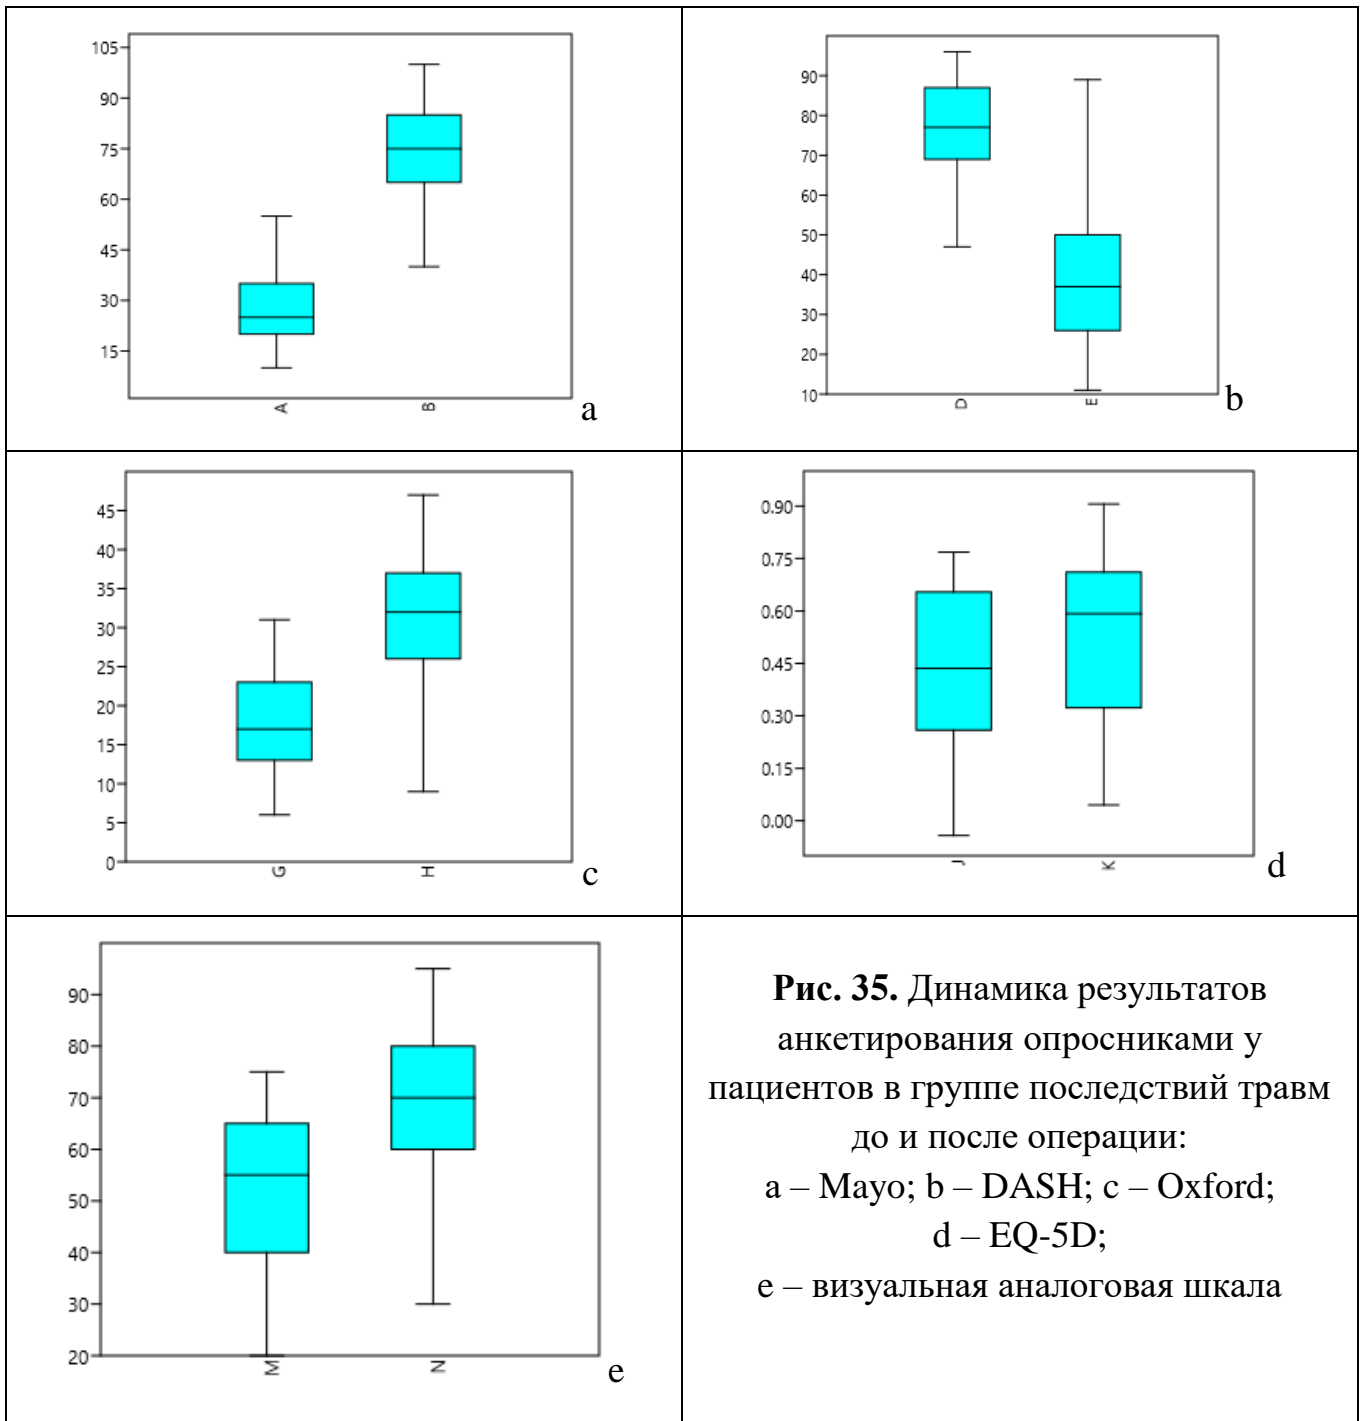 105
90
75
60
45
30
15
A
B
a
90
80
70
60
50
40
30
20
10
D
E
b
45
40
35
30
25
20
15
10
5
0
G
H
c
0.90
0.75
0.60
0.45
0.30
0.15
0.00
J
K
d
90
80
70
60
50
40
30
20
M
N
e
Рис. 35. Динамика результатов
анкетирования опросниками у
пациентов в группе последствий травм
до и после операции:
a – Mayo; b – DASH; c – Oxford;
d – EQ-5D;
e – визуальная аналоговая шкала